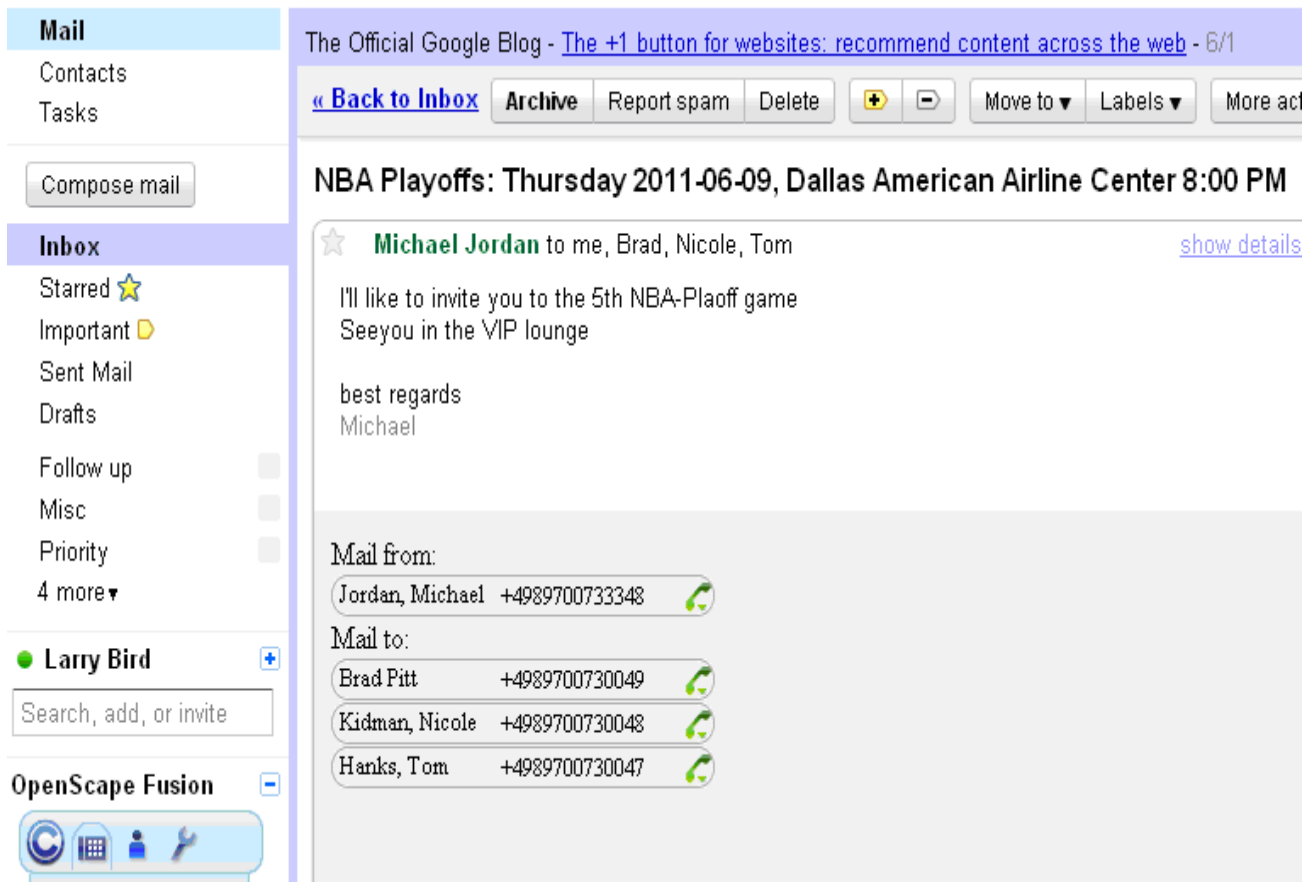 Mail
Contacts
Tasks
Compose mail
Inbox
Starred
Important
Sent Mail
Drafts
Follow up
Misc
Priority
4 more▾
Larry Bird
Search, add, or invite
OpenScape Fusion
The Official Google Blog - The +1 button for websites: recommend content across the web - 6/1
« Back to Inbox Archive Report spam Delete Move to ▾ Labels ▾ More act
NBA Playoffs: Thursday 2011-06-09, Dallas American Airline Center 8:00 PM
Michael Jordan to me, Brad, Nicole, Tom show details
I'll like to invite you to the 5th NBA-Plaoff game
Seeyou in the VIP lounge
best regards
Michael
Mail from:
Jordan, Michael +4989700733348
Mail to:
Brad Pitt +4989700730049
Kidman, Nicole +4989700730048
Hanks, Tom +4989700730047